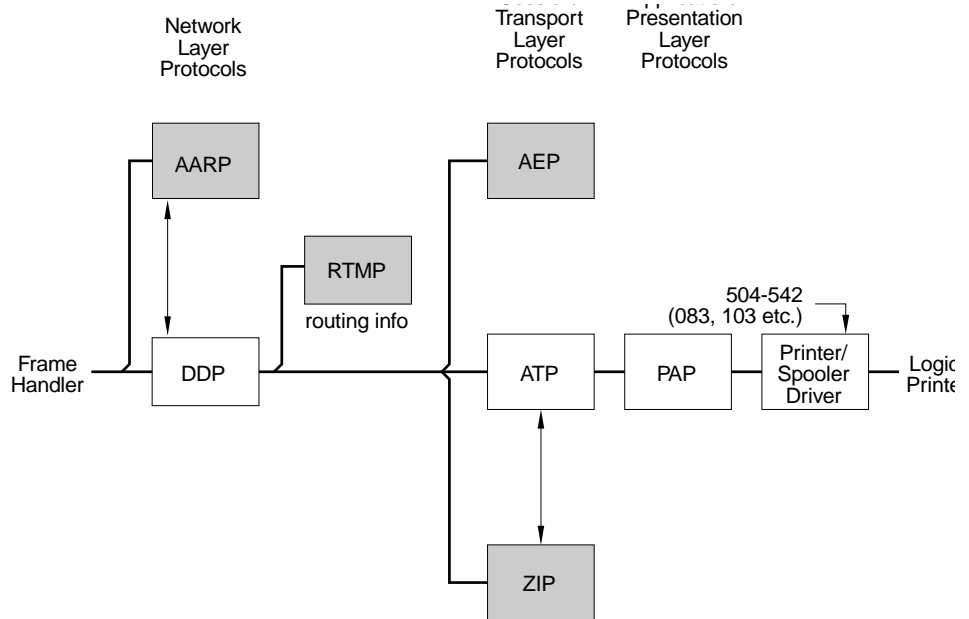 Network
Layer
Protocols
Transport
Layer
Protocols
Presentation
Layer
Protocols
AARP
AEP
RTMP
routing info
504-542
(083, 103 etc.)
Frame
Handler
DDP
ATP
PAP
Printer/
Spooler
Driver
ZIP